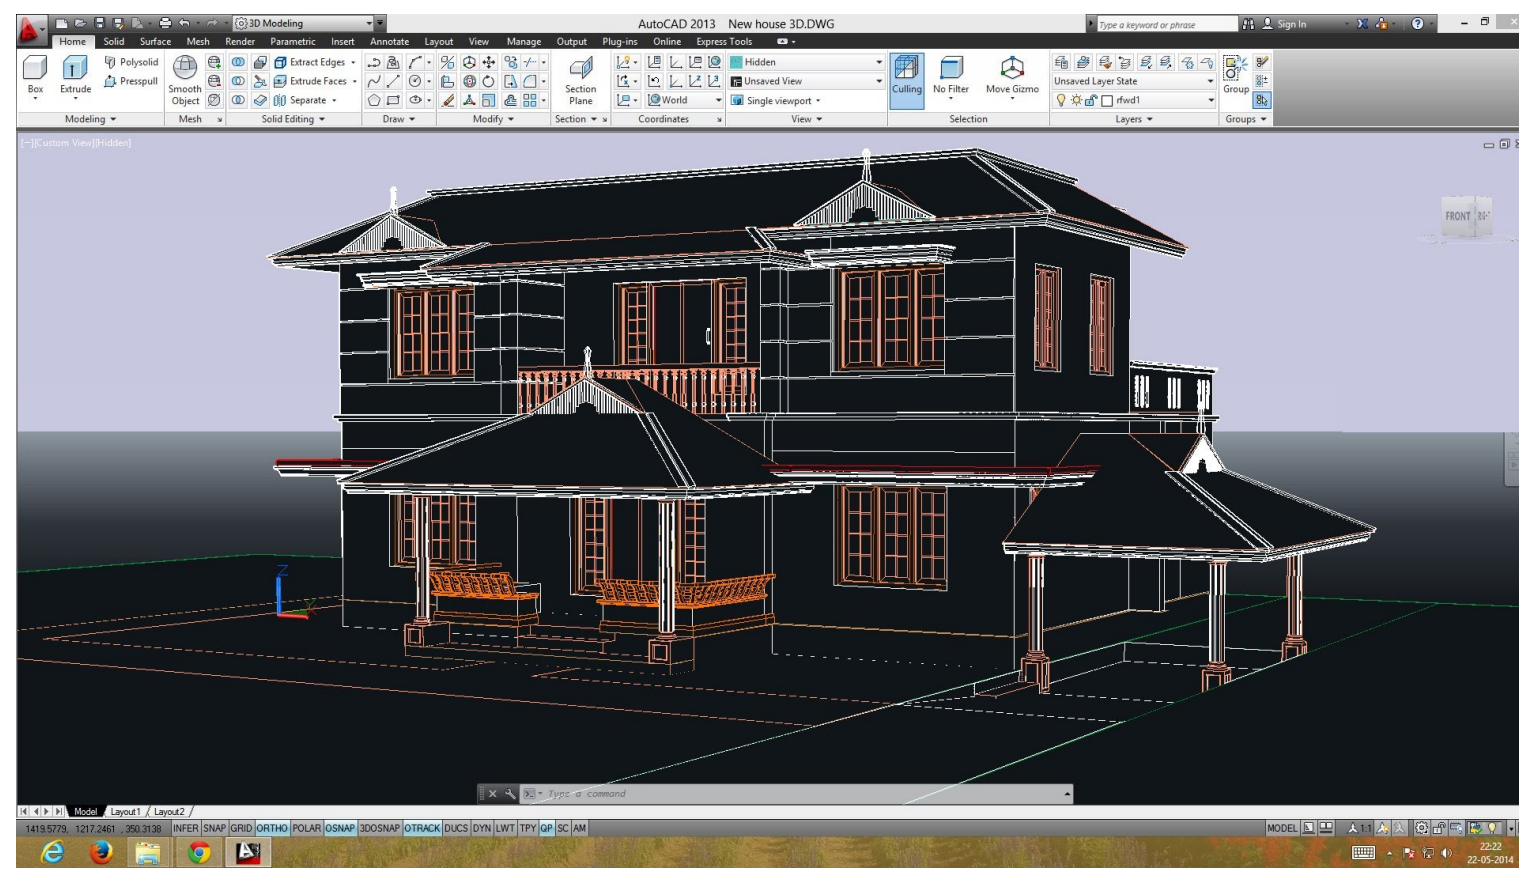 3D Modeling
AutoCAD 2013 New house 3D.DWG
Type a keyword or phrase
Sign In
Home Solid Surface Mesh Render Parametric Insert Annotate Layout View Manage Output Plug-ins Online Express Tools
Box
Extrude
Polysolid
Presspull
Smooth
Object
Extract Edges
Extrude Faces
Separate
Section
Plane
World
Hidden
Unsaved View
Single viewport
Culling
No Filter
Move Gizmo
Unsaved Layer State
rfwd1
Group
Modeling Mesh Solid Editing Draw Modify Section Coordinates View Selection Layers Groups
[−][Custom View][Hidden]
FRONT
Z
Type a command
Model Layout1 Layout2
1419.5779, 1217.2461 , 350.3138 INFER SNAP GRID ORTHO POLAR OSNAP 3DOSNAP OTRACK DUCS DYN LWT TPY QP SC AM MODEL 1:1
22:22
22-05-2014